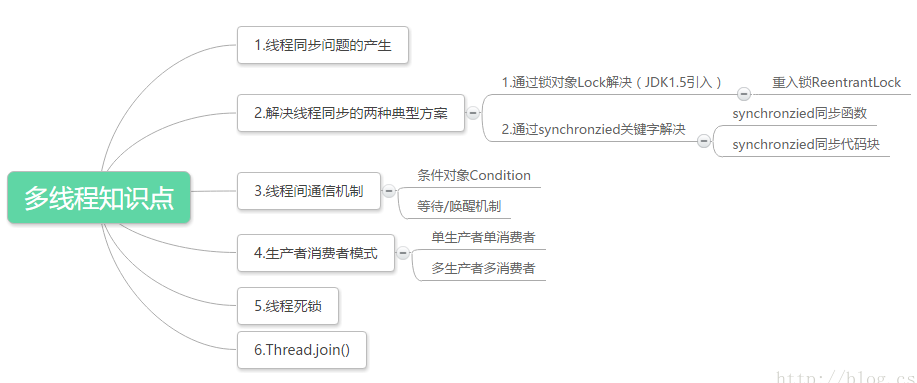 多线程知识点
1.线程同步问题的产生
2.解决线程同步的两种典型方案
1.通过锁对象Lock解决（JDK1.5引入）
重入锁ReentrantLock
2.通过synchronzied关键字解决
synchronzied同步函数
synchronzied同步代码块
3.线程间通信机制
条件对象Condition
等待/唤醒机制
4.生产者消费者模式
单生产者单消费者
多生产者多消费者
5.线程死锁
6.Thread.join()
http://blog.cs